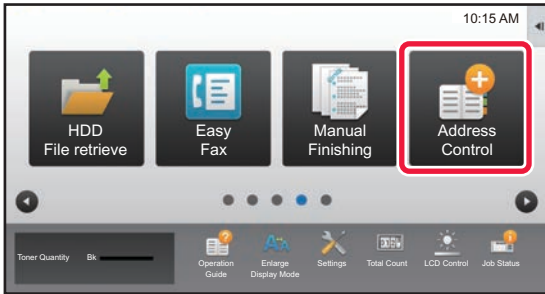 10:15 AM
HDD
File retrieve
Easy
Fax
Manual
Finishing
Address
Control
Toner Quantity
Bk
Operation
Guide
Enlarge
Display Mode
Settings
Total Count
LCD Control
Job Status